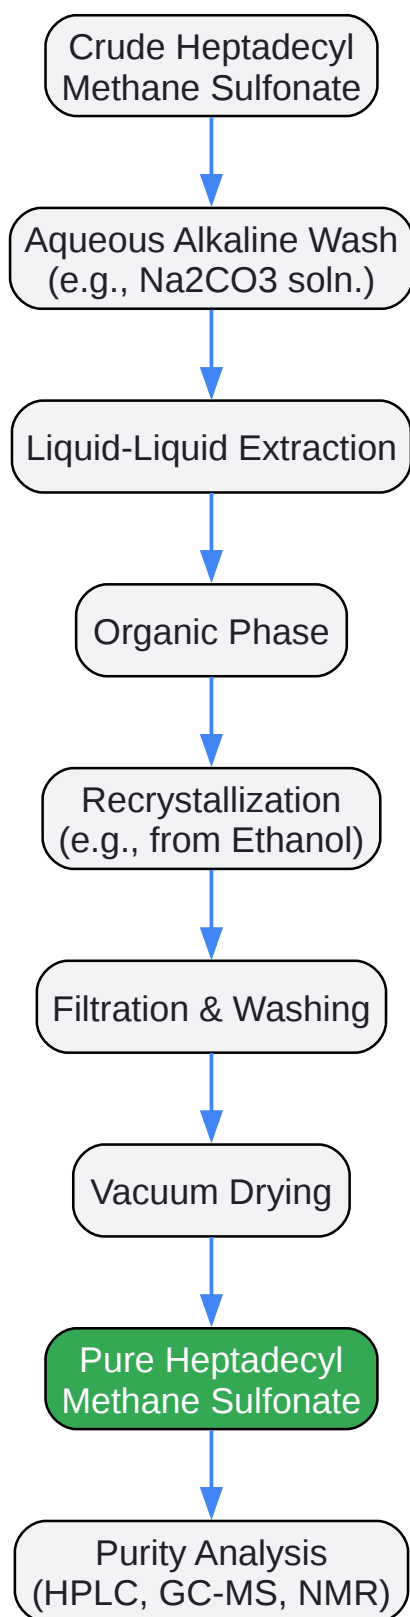 Crude Heptadecyl
Methane Sulfonate
Aqueous Alkaline Wash
(e.g., Na2CO3 soln.)
Liquid-Liquid Extraction
Organic Phase
Recrystallization
(e.g., from Ethanol)
Filtration & Washing
Vacuum Drying
Pure Heptadecyl
Methane Sulfonate
Purity Analysis
(HPLC, GC-MS, NMR)